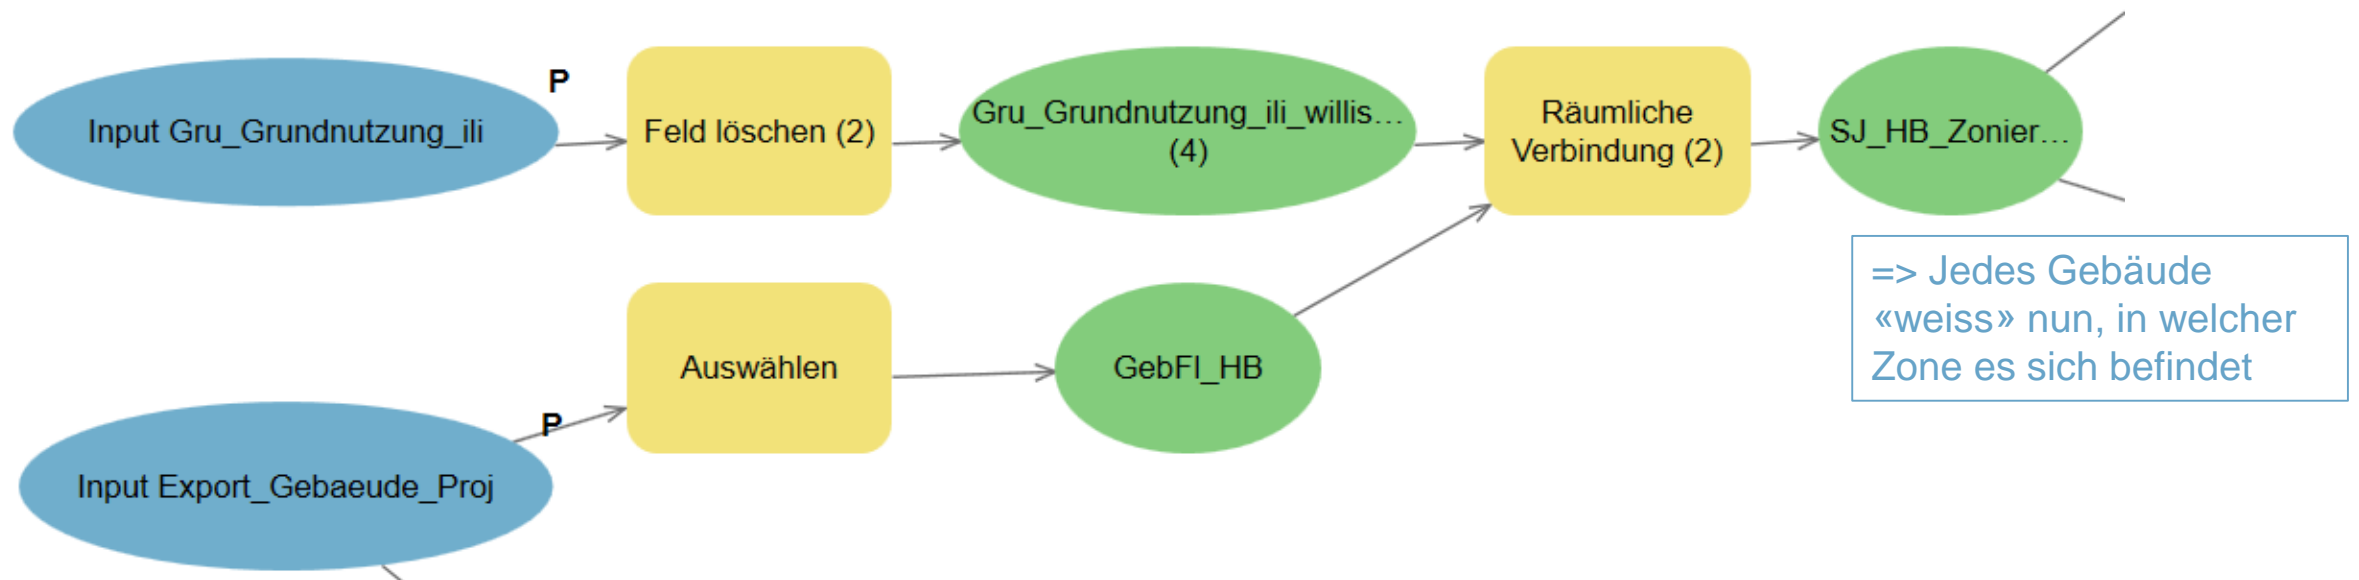 P
Input Gru_Grundnutzung_ili
Feld löschen (2)
Gru_Grundnutzung_ili_willis...
(4)
Räumliche
Verbindung (2)
SJ_HB_Zonier...
Auswählen
GebFl_HB
=> Jedes Gebäude
«weiss» nun, in welcher
Zone es sich befindet
P
Input Export_Gebaeude_Proj